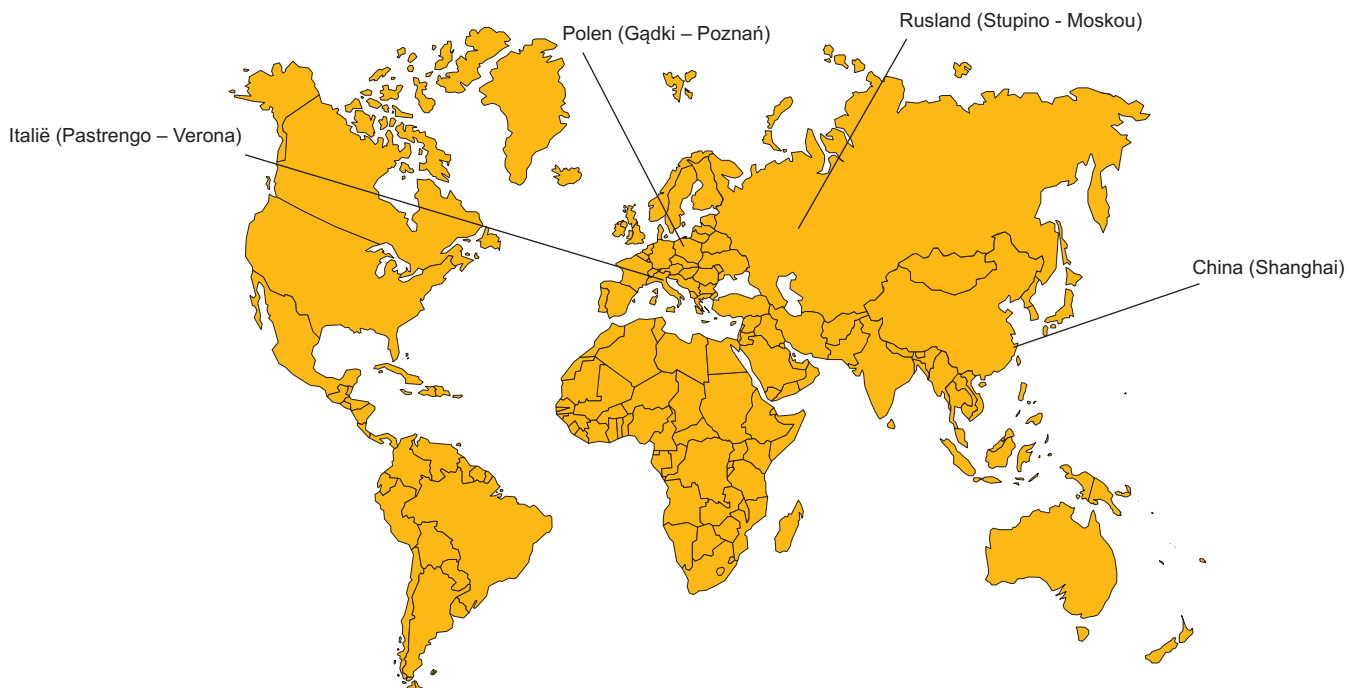 Rusland (Stupino - Moskou)
Polen (Gądki – Poznań)
Italië (Pastrengo – Verona)
China (Shanghai)